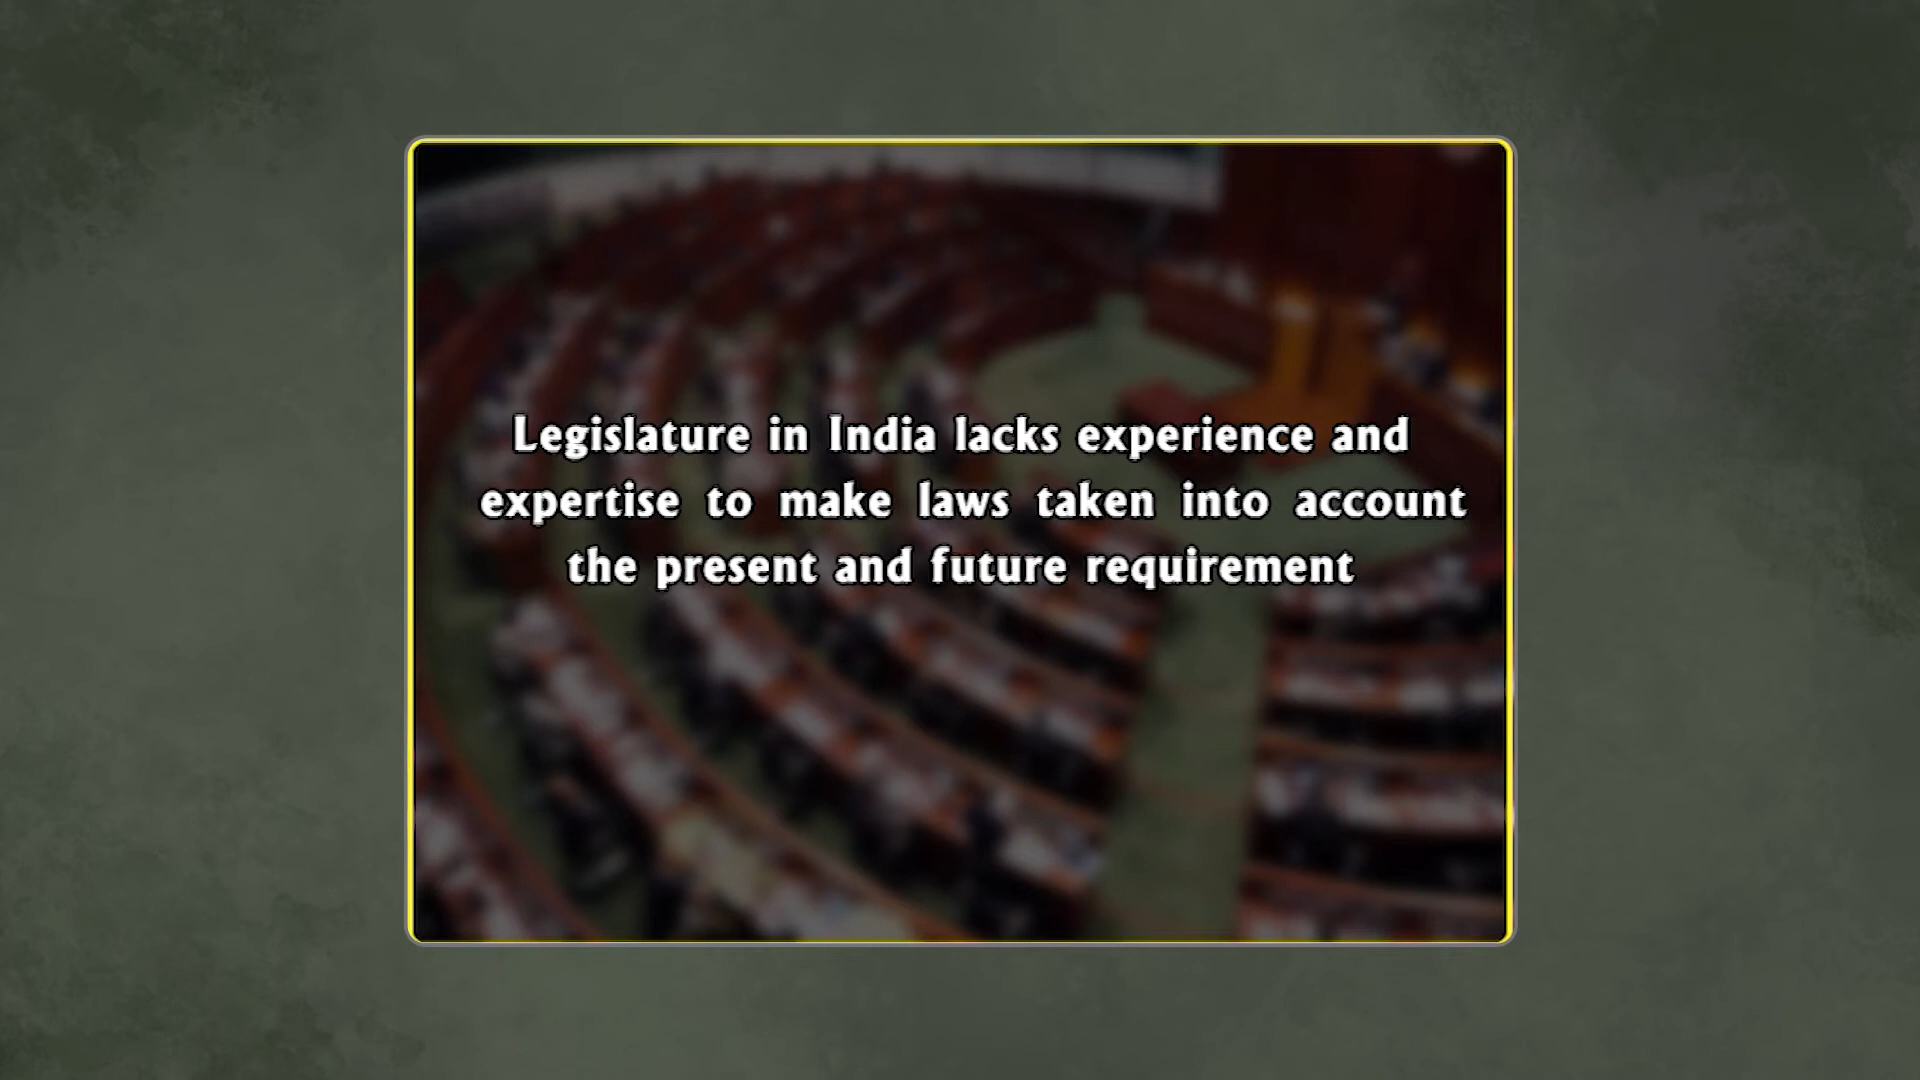 Legislature in India lacks experience and
expertise to make laws taken into account
the present and future requirement